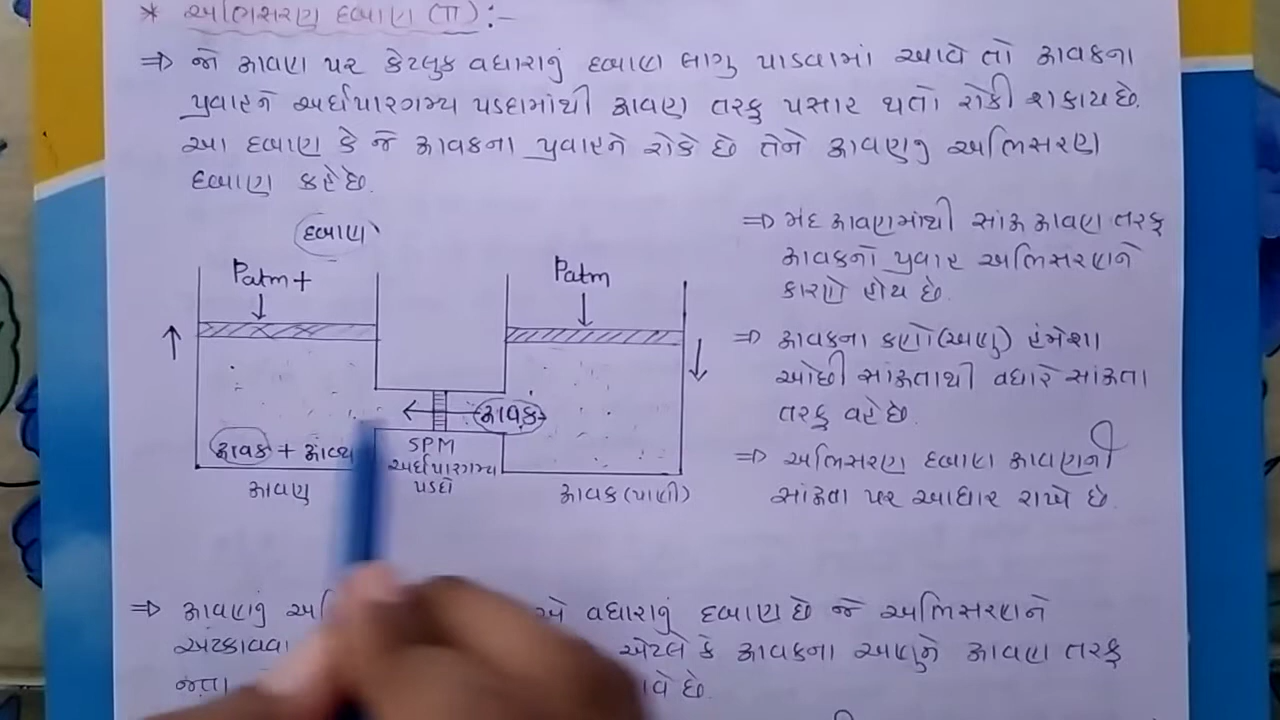 * અભિસરણ દબાણ (π) :-
⇒ જો દ્રાવણ પર કેટલુક વધારાનું દબાણ લાગુ પાડવામાં આવે તો દ્રાવકના
પ્રવાહને અર્ધપારગમ્ય પડદામાંથી દ્રાવણ તરફ પસાર થતો રોકી શકાય છે.
આ દબાણ કે જે દ્રાવકના પ્રવાહને રોકે છે તેને દ્રાવણનું અભિસરણ
દબાણ કહે છે.
દબાણ
Patm+
Patm
દ્રાવક
દ્રાવક + દ્રાવ્ય
SPM
અર્ધપારગમ્ય
પડદો
દ્રાવણ
દ્રાવક (પાણી)
⇒ મંદ દ્રાવણમાંથી સાંદ્ર દ્રાવણ તરફ
દ્રાવકનો પ્રવાહ અભિસરણને
કારણે હોય છે.
⇒ દ્રાવકના કણો(અણુ) હંમેશા
ઓછી સાંદ્રતાથી વધારે સાંદ્રતા
તરફ વહે છે.
⇒ અભિસરણ દબાણ દ્રાવણની
સાંદ્રતા પર આધાર રાખે છે.
⇒ દ્રાવણનું વધારાનું દબાણ છે જે અભિસરણને
અટકાવવા એટલે કે દ્રાવકના અણુને દ્રાવણ તરફ
જતા છે.